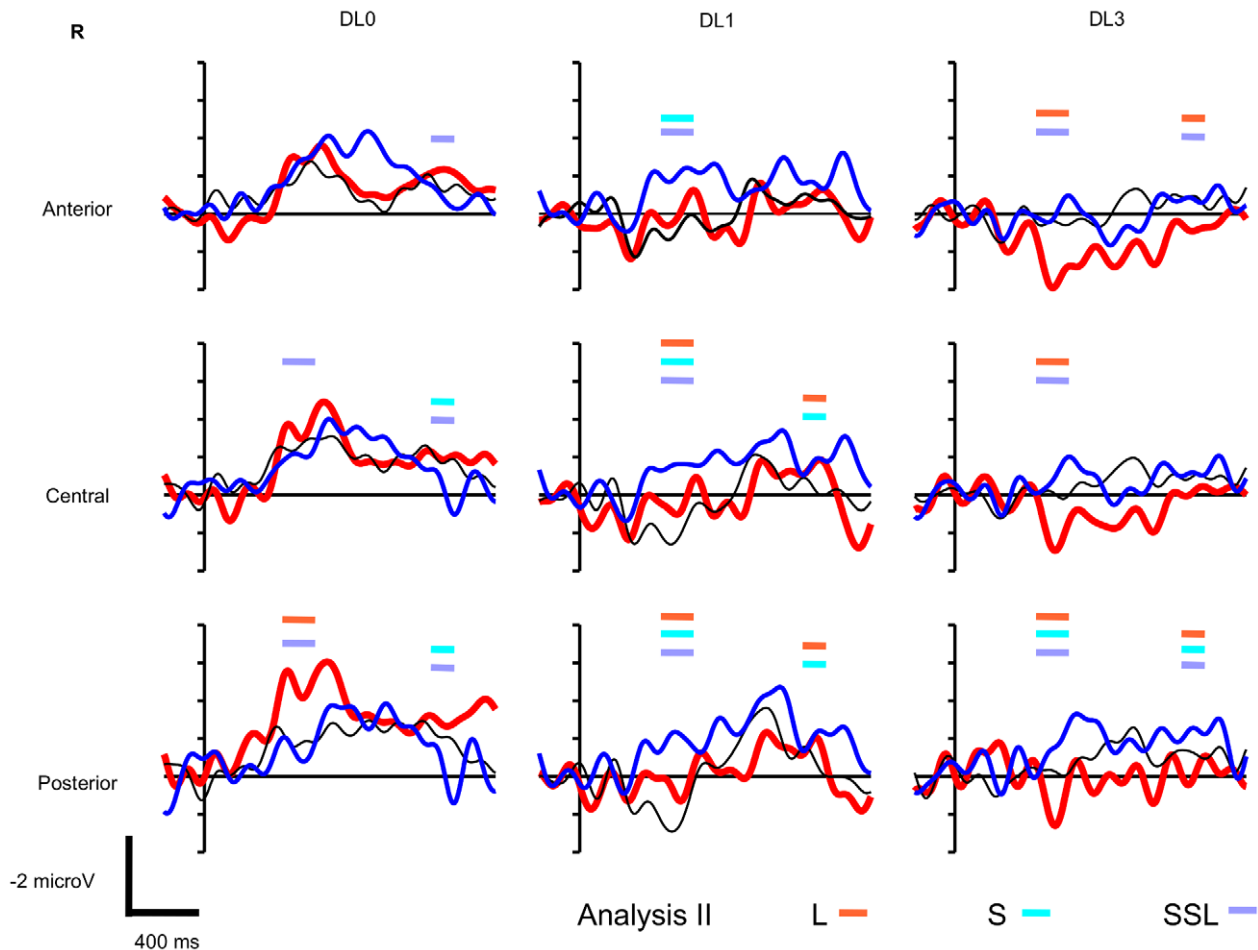 R
DL0 DL1 DL3
Anterior
Central
Posterior
-2 microV
400 ms
Analysis II L S SSL